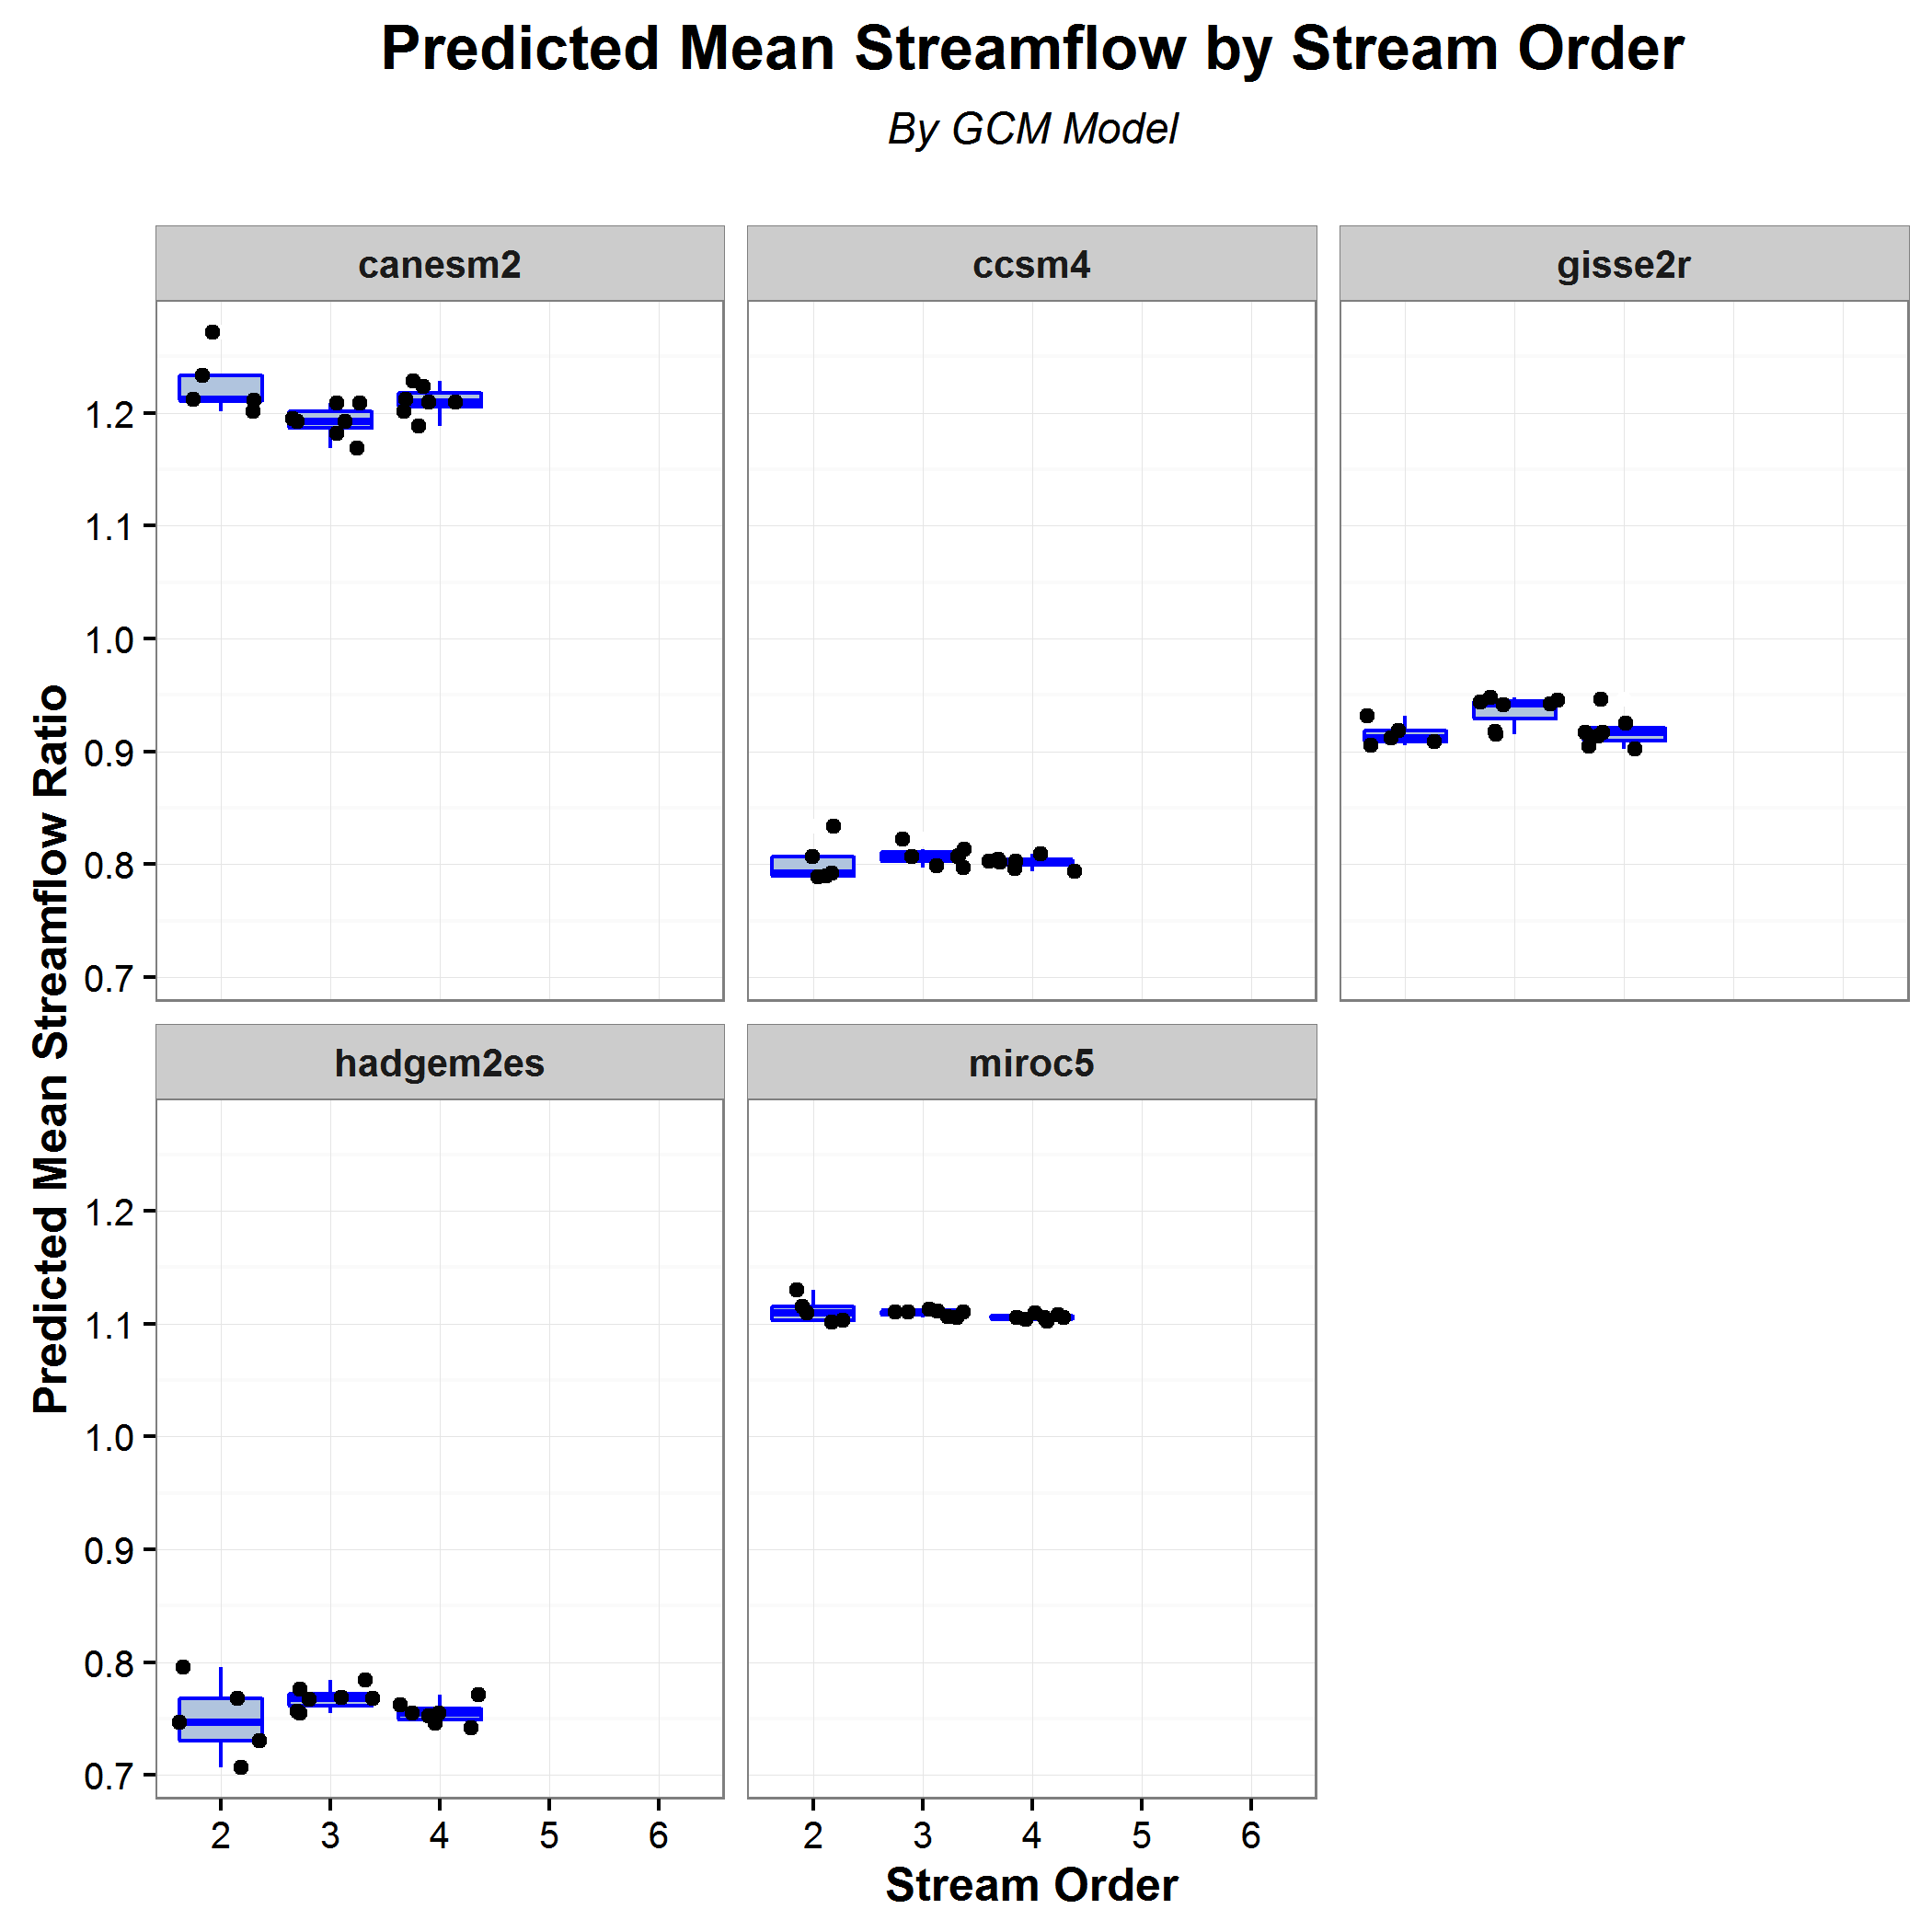 Predicted Mean Streamflow by Stream Order
By GCM Model
canesm2
ccsm4
gisse2r
1.2
1.1
1.0
0.9
0.8
0.7
Predicted Mean Streamflow Ratio
hadgem2es
miroc5
1.2
1.1
1.0
0.9
0.8
0.7
2 3 4 5 6
2 3 4 5 6
Stream Order